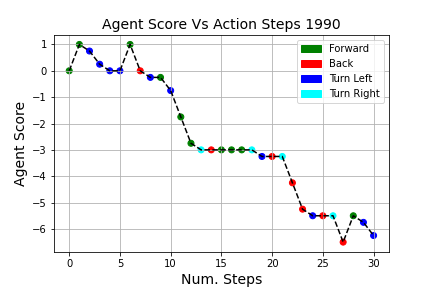 Agent Score Vs Action Steps 1990
Agent Score
1
0
−1
−2
−3
−4
−5
−6
Forward
Back
Turn Left
Turn Right
0 5 10 15 20 25 30
Num. Steps